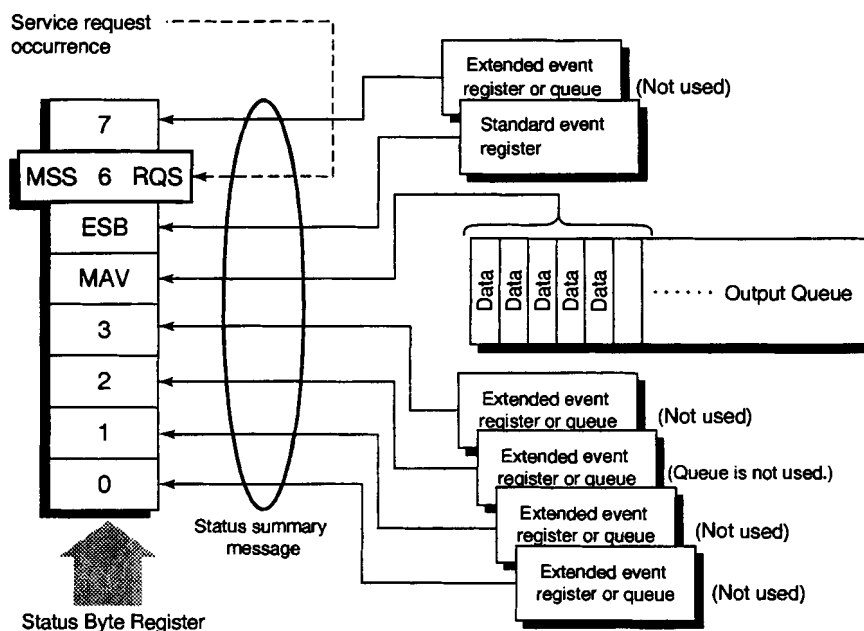 Service request
occurrence
Extended event
register or queue
(Not used)
Standard event
register
7
MSS 6 RQS
ESB
MAV
3
2
1
0
Data
Data
Data
Data
Data
...... Output Queue
Extended event
register or queue
(Not used)
Extended event
register or queue
(Queue is not used.)
Extended event
register or queue
(Not used)
Extended event
register or queue
(Not used)
Status summary
message
Status Byte Register